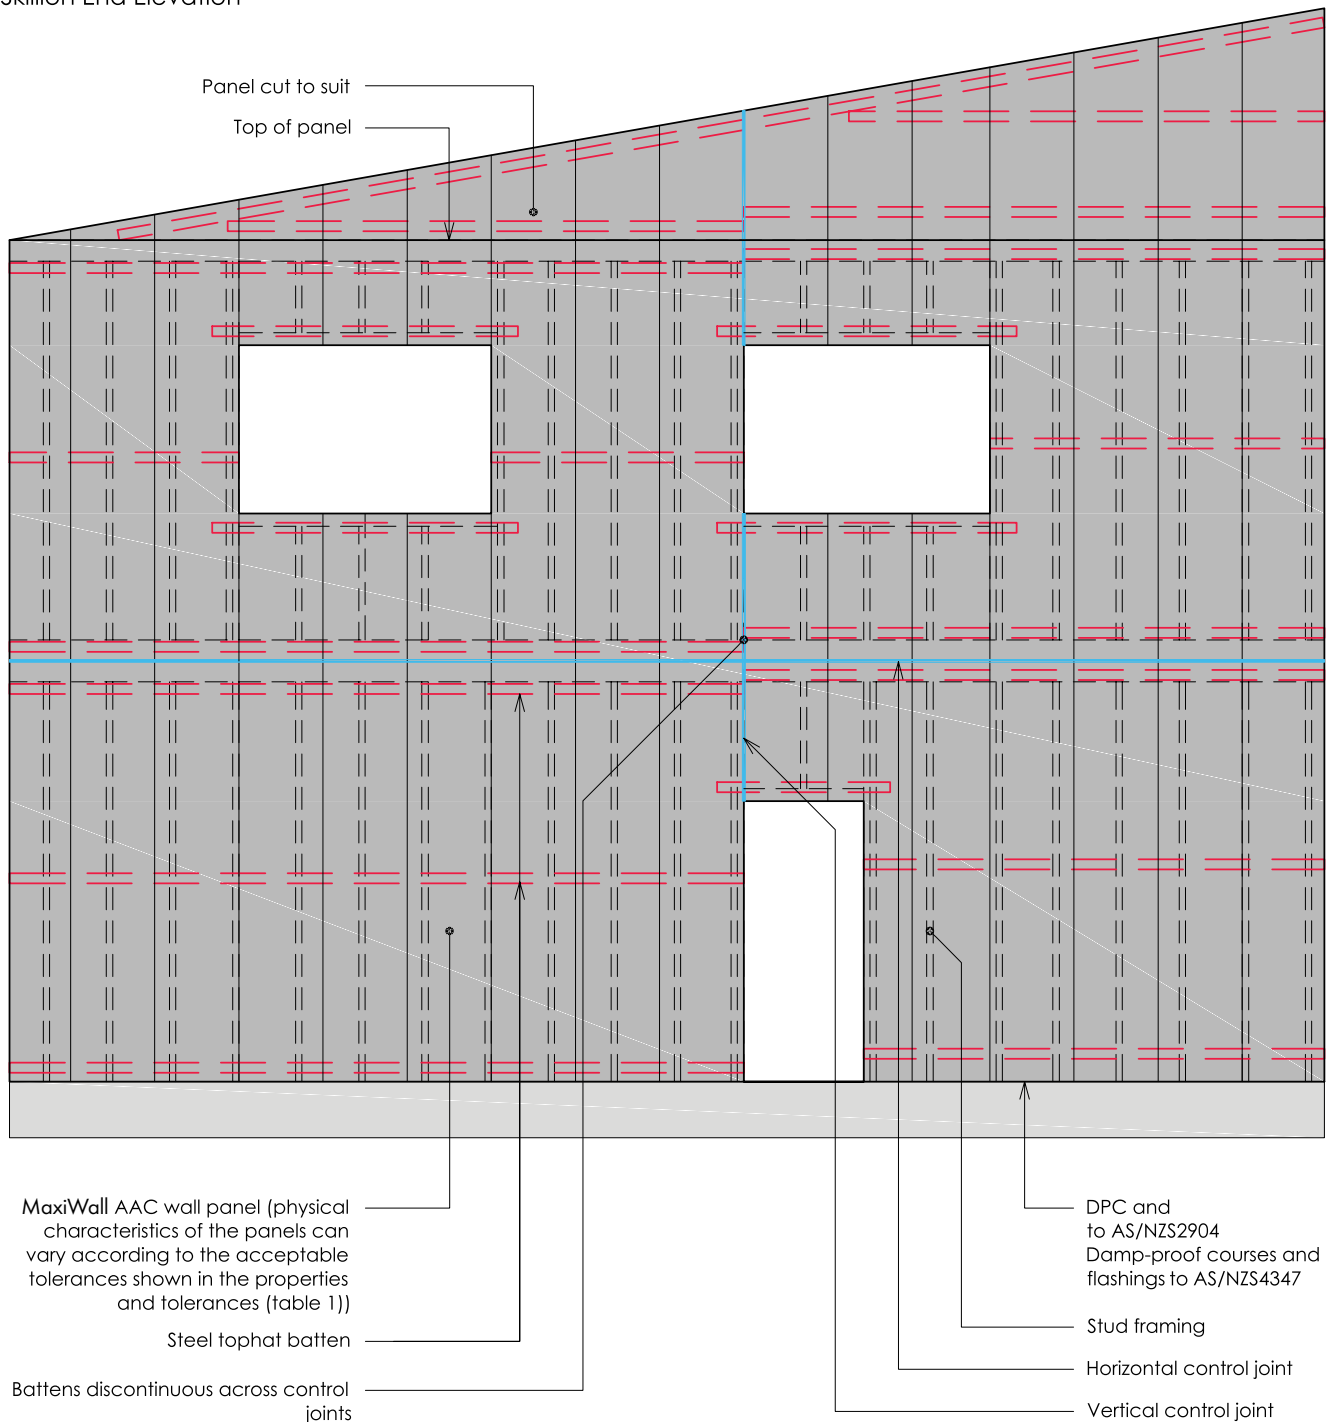 Skillion End Elevation
Panel cut to suit
Top of panel
MaxiWall AAC wall panel (physical
characteristics of the panels can
vary according to the acceptable
tolerances shown in the properties
and tolerances (table 1))
Steel tophat batten
Battens discontinuous across control
joints
DPC and
to AS/NZS2904
Damp-proof courses and
flashings to AS/NZS4347
Stud framing
Horizontal control joint
Vertical control joint